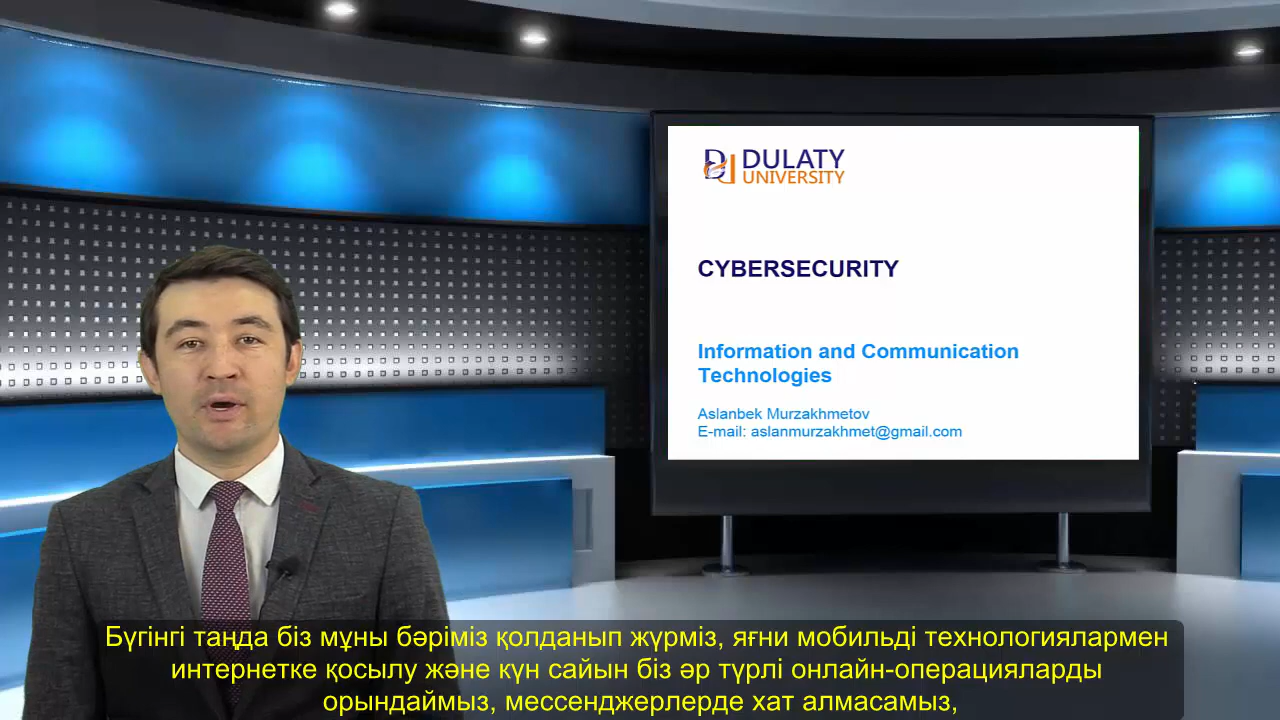 DULATY
UNIVERSITY
CYBERSECURITY
Information and Communication
Technologies
Aslanbek Murzakhmetov
E-mail: aslanmurzakhmet@gmail.com
Бүгінгі таңда біз мұны бәріміз қолданып жүрміз, яғни мобильді технологиялармен
интернетке қосылу және күн сайын біз әр түрлі онлайн-операцияларды
орындаймыз, мессенджерлерде хат алмасамыз,